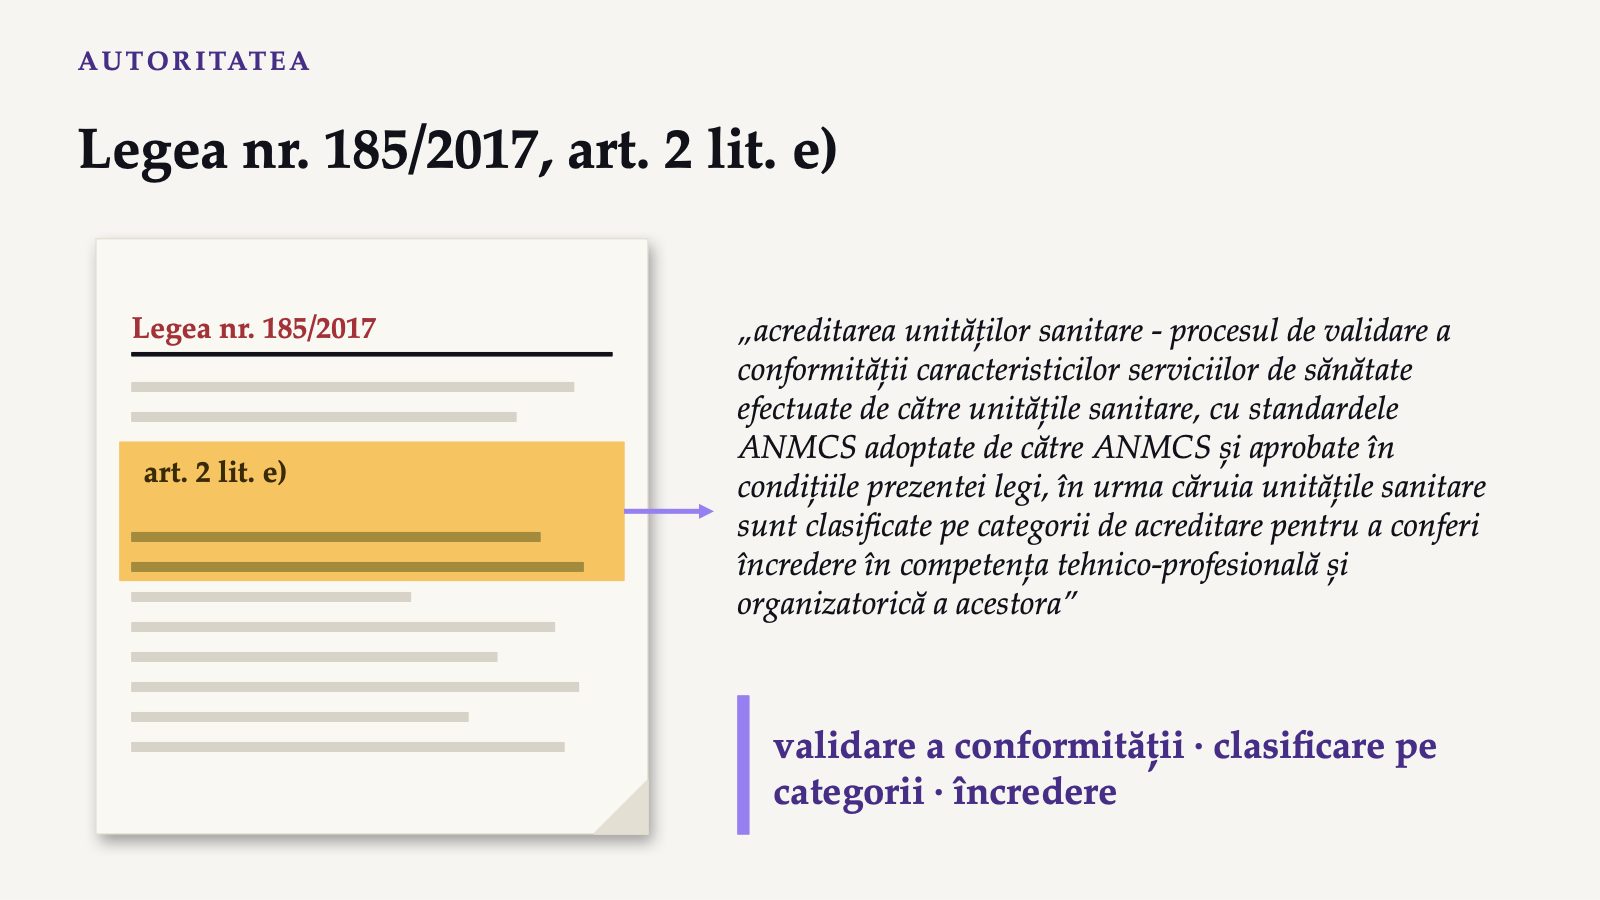 AUTORITATEA
Legea nr. 185/2017, art. 2 lit. e)
Legea nr. 185/2017
art. 2 lit. e)
„acreditarea unităților sanitare - procesul de validare a
conformității caracteristicilor serviciilor de sănătate
efectuate de către unitățile sanitare, cu standardele
ANMCS adoptate de către ANMCS și aprobate în
condițiile prezentei legi, în urma căruia unitățile sanitare
sunt clasificate pe categorii de acreditare pentru a conferi
încredere în competența tehnico-profesională și
organizatorică a acestora”
validare a conformității · clasificare pe
categorii · încredere